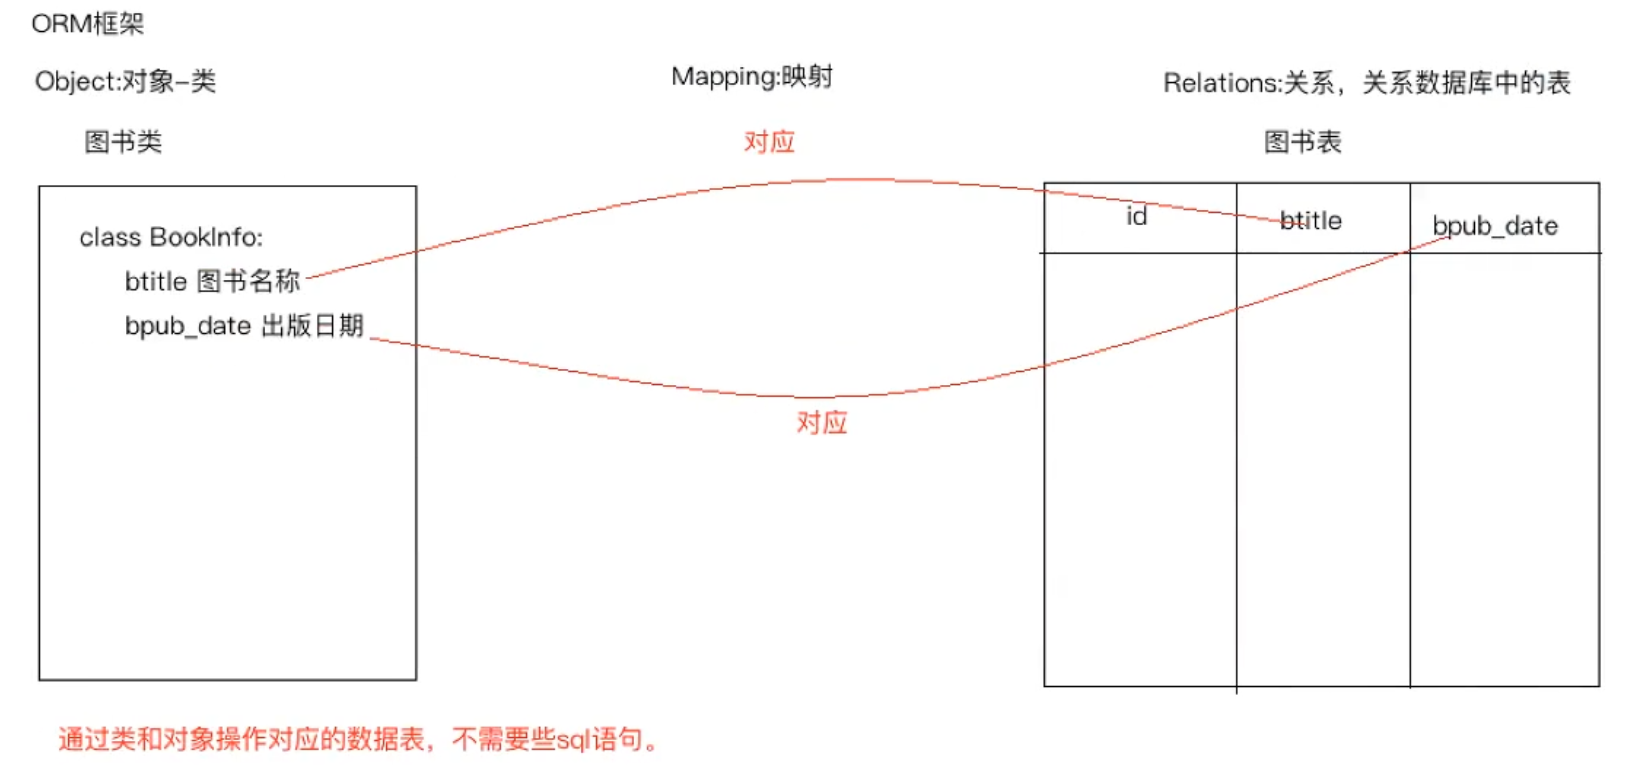 ORM框架
Object:对象-类
Mapping:映射
Relations:关系，关系数据库中的表
图书类
对应
图书表
class BookInfo:
btitle 图书名称
bpub_date 出版日期
id
btitle
bpub_date
对应
通过类和对象操作对应的数据表，不需要些sql语句。